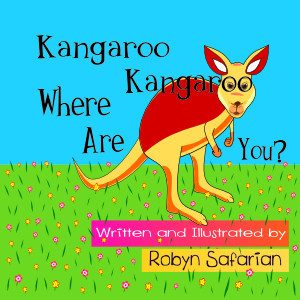 Kangaroo
Kangaroo
Where
Are
You?
Written and Illustrated by
Robyn Safarian